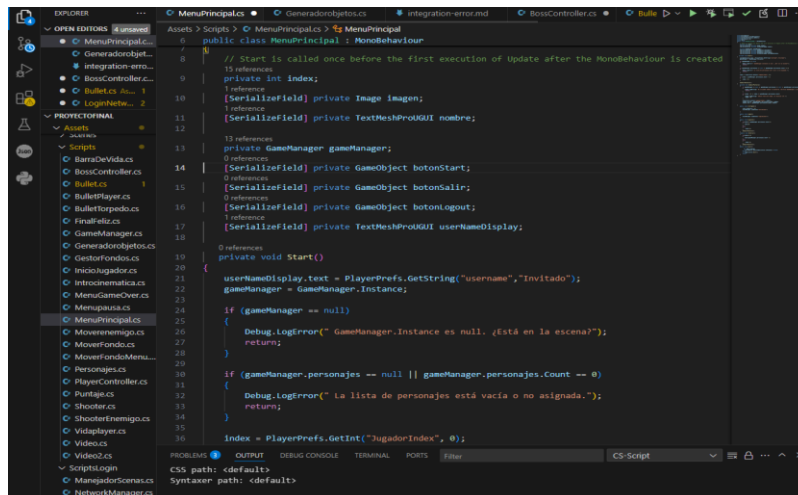 EXPLORER
OPEN EDITORS 4 unsaved
MenuPrincipal.c...
Generadorobjet...
integration-erro...
BossController.c...
Bullet.cs As... 1
LoginNetw... 2
PROYECTOFINAL
Assets
Scenes
Scripts
BarraDeVida.cs
BossController.cs
Bullet.cs 1
BulletPlayer.cs
BulletTorpedo.cs
FinalFeliz.cs
GameManager.cs
Generadorobjetos.cs
GestorFondos.cs
InicioJugador.cs
Introcinematica.cs
MenuGameOver.cs
Menupausa.cs
MenuPrincipal.cs
Moverenemigo.cs
MoverFondo.cs
MoverFondoMenu....
Personajes.cs
PlayerController.cs
Puntaje.cs
Shooter.cs
ShooterEnemigo.cs
Vidaplayer.cs
Video.cs
Video2.cs
ScriptsLogin
ManejadorScenas.cs
NetworkManager.cs
MenuPrincipal.cs
Generadorobjetos.cs
integration-error.md
BossController.cs
Bulle
Assets > Scripts > MenuPrincipal.cs > MenuPrincipal
6 public class MenuPrincipal : MonoBehaviour
7 {
8 // Start is called once before the first execution of Update after the MonoBehaviour is created
15 references
9 private int index;
1 reference
10 [SerializeField] private Image imagen;
1 reference
11 [SerializeField] private TextMeshProUGUI nombre;
12
13 references
13 private GameManager gameManager;
0 references
14 [SerializeField] private GameObject botonStart;
0 references
15 [SerializeField] private GameObject botonSalir;
0 references
16 [SerializeField] private GameObject botonLogout;
1 reference
17 [SerializeField] private TextMeshProUGUI userNameDisplay;
18
0 references
19 private void Start()
20 {
21 userNameDisplay.text = PlayerPrefs.GetString("username","Invitado");
22 gameManager = GameManager.Instance;
23
24 if (gameManager == null)
25 {
26 Debug.LogError(" GameManager.Instance es null. ¿Está en la escena?");
27 return;
28 }
29
30 if (gameManager.personajes == null || gameManager.personajes.Count == 0)
31 {
32 Debug.LogError(" La lista de personajes está vacía o no asignada.");
33 return;
34 }
35
36 index = PlayerPrefs.GetInt("JugadorIndex", 0);
PROBLEMS 3 OUTPUT DEBUG CONSOLE TERMINAL PORTS Filter CS-Script
CSS path: <default>
Syntaxer path: <default>